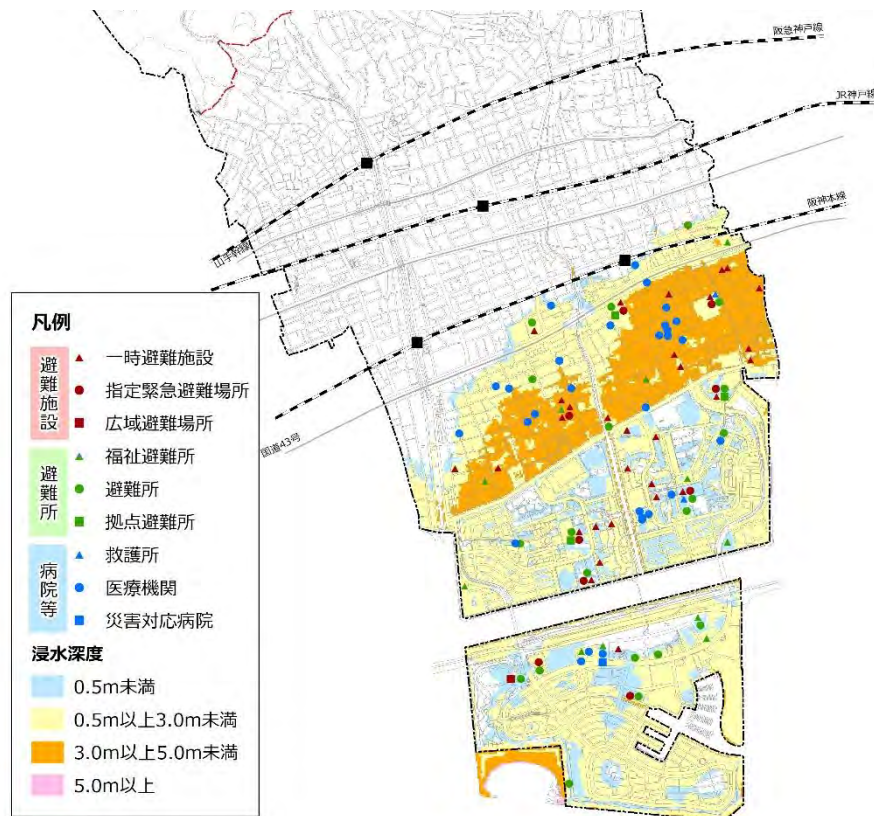 阪急神戸線
JR神戸線
山手幹線
阪神本線
国道43号
凡例
避難施設
一時避難施設
指定緊急避難場所
広域避難場所
避難所
福祉避難所
避難所
拠点避難所
病院等
救護所
医療機関
災害対応病院
浸水深度
0.5m未満
0.5m以上3.0m未満
3.0m以上5.0m未満
5.0m以上